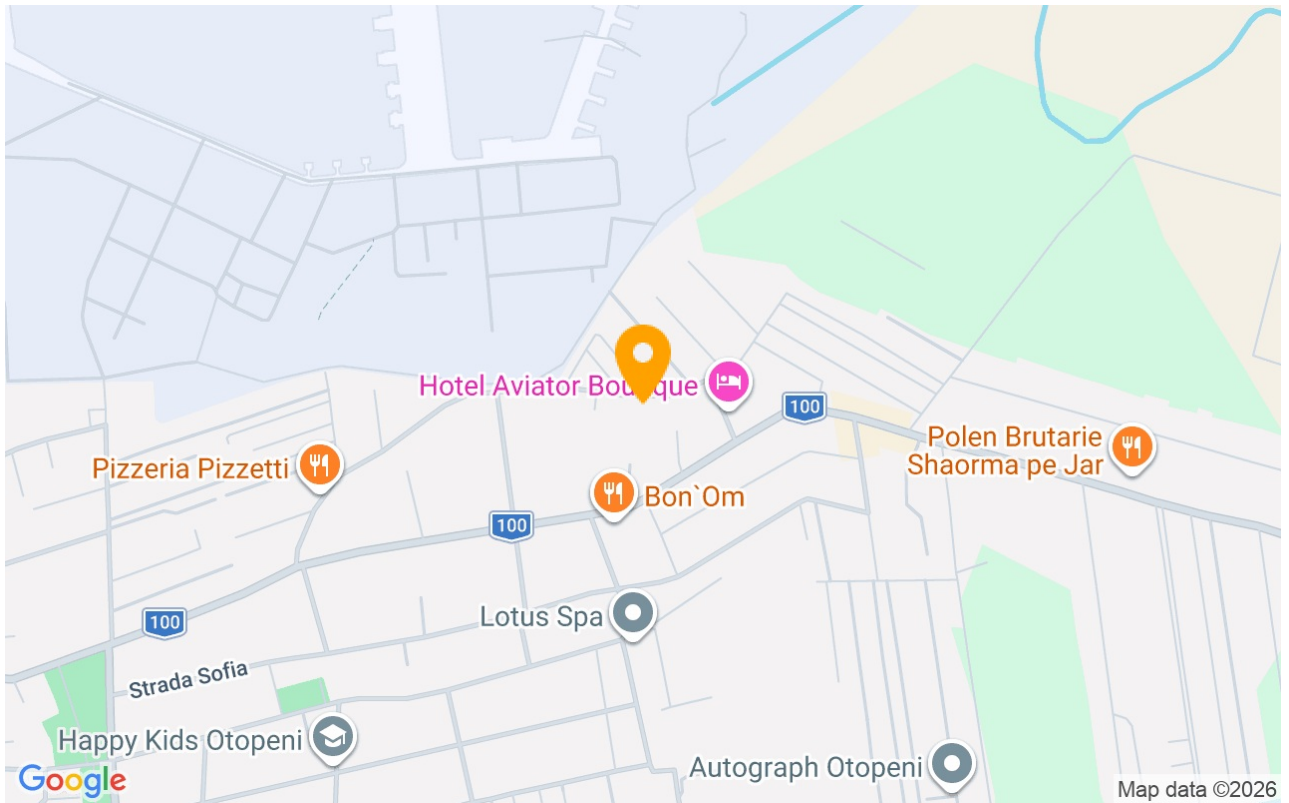 Hotel Aviator Boutique
100
Polen Brutarie
Shaorma pe Jar
Pizzeria Pizzetti
Bon`Om
100
Lotus Spa
100
Strada Sofia
Happy Kids Otopeni
Autograph Otopeni
Google
Map data ©2026